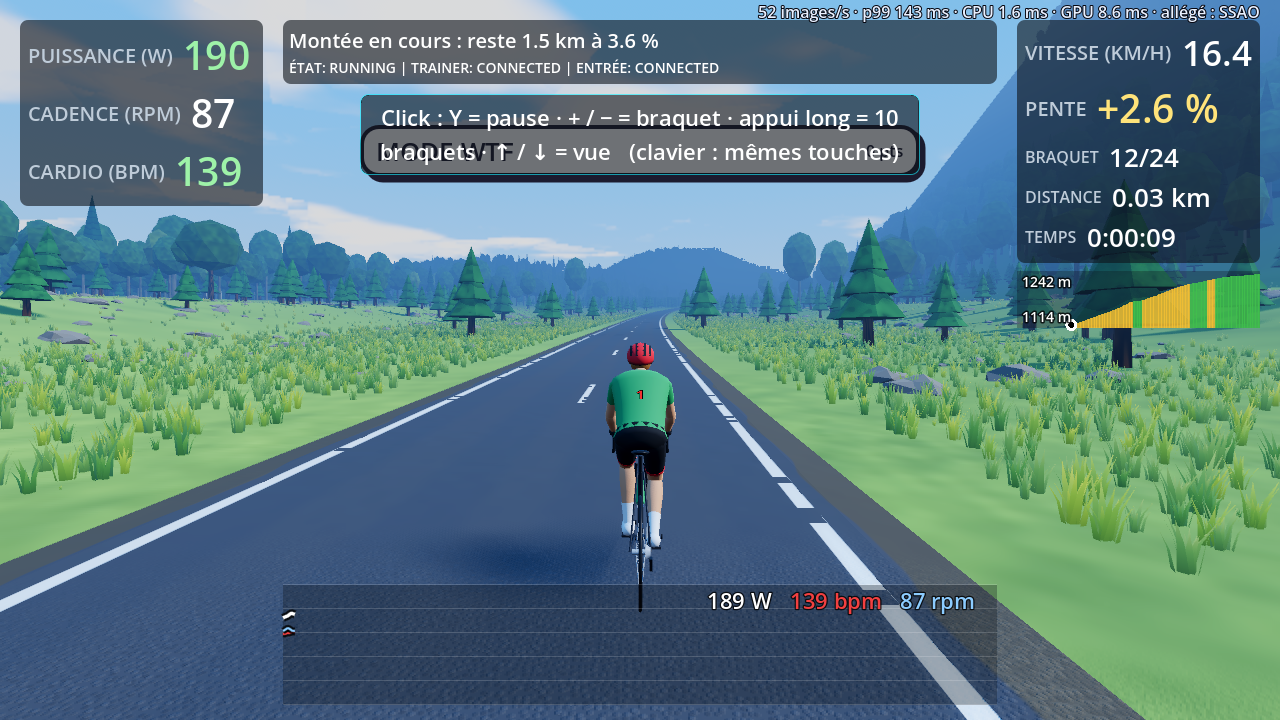 52 images/s · p99 143 ms · CPU 1.6 ms · GPU 8.6 ms · allégé : SSAO
PUISSANCE (W) 190
CADENCE (RPM) 87
CARDIO (BPM) 139
Montée en cours : reste 1.5 km à 3.6 %
ÉTAT: RUNNING | TRAINER: CONNECTED | ENTRÉE: CONNECTED
Click : Y = pause · + / − = braquet · appui long = 10
braquets · ↑ / ↓ = vue (clavier : mêmes touches)
MODE WTF
VITESSE (KM/H) 16.4
PENTE +2.6 %
BRAQUET 12/24
DISTANCE 0.03 km
TEMPS 0:00:09
1242 m
1114 m
1
189 W 139 bpm 87 rpm